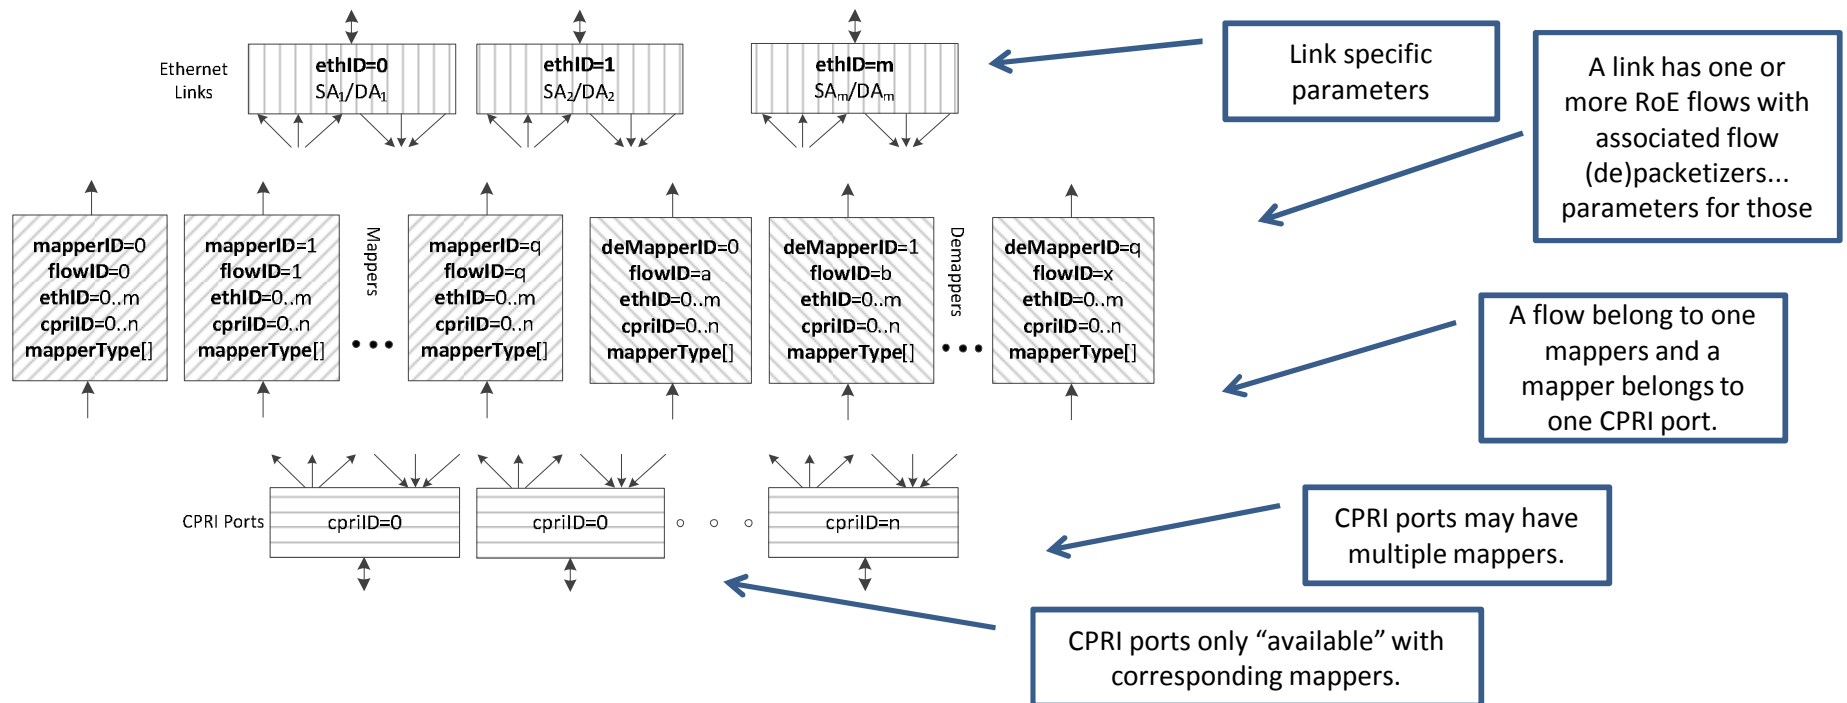 Ethernet
Links
ethID=0
SA₁/DA₁
ethID=1
SA₂/DA₂
ethID=m
SAₘ/DAₘ
Link specific
parameters
A link has one or
more RoE flows with
associated flow
(de)packetizers...
parameters for those
mapperID=0
flowID=0
ethID=0..m
cpriID=0..n
mapperType[]
mapperID=1
flowID=1
ethID=0..m
cpriID=0..n
mapperType[]
Mappers
•••
mapperID=q
flowID=q
ethID=0..m
cpriID=0..n
mapperType[]
deMapperID=0
flowID=a
ethID=0..m
cpriID=0..n
mapperType[]
deMapperID=1
flowID=b
ethID=0..m
cpriID=0..n
mapperType[]
Demappers
•••
deMapperID=q
flowID=x
ethID=0..m
cpriID=0..n
mapperType[]
A flow belong to one
mappers and a
mapper belongs to
one CPRI port.
CPRI Ports
cpriID=0
cpriID=0
○ ○ ○
cpriID=n
CPRI ports may have
multiple mappers.
CPRI ports only “available” with
corresponding mappers.